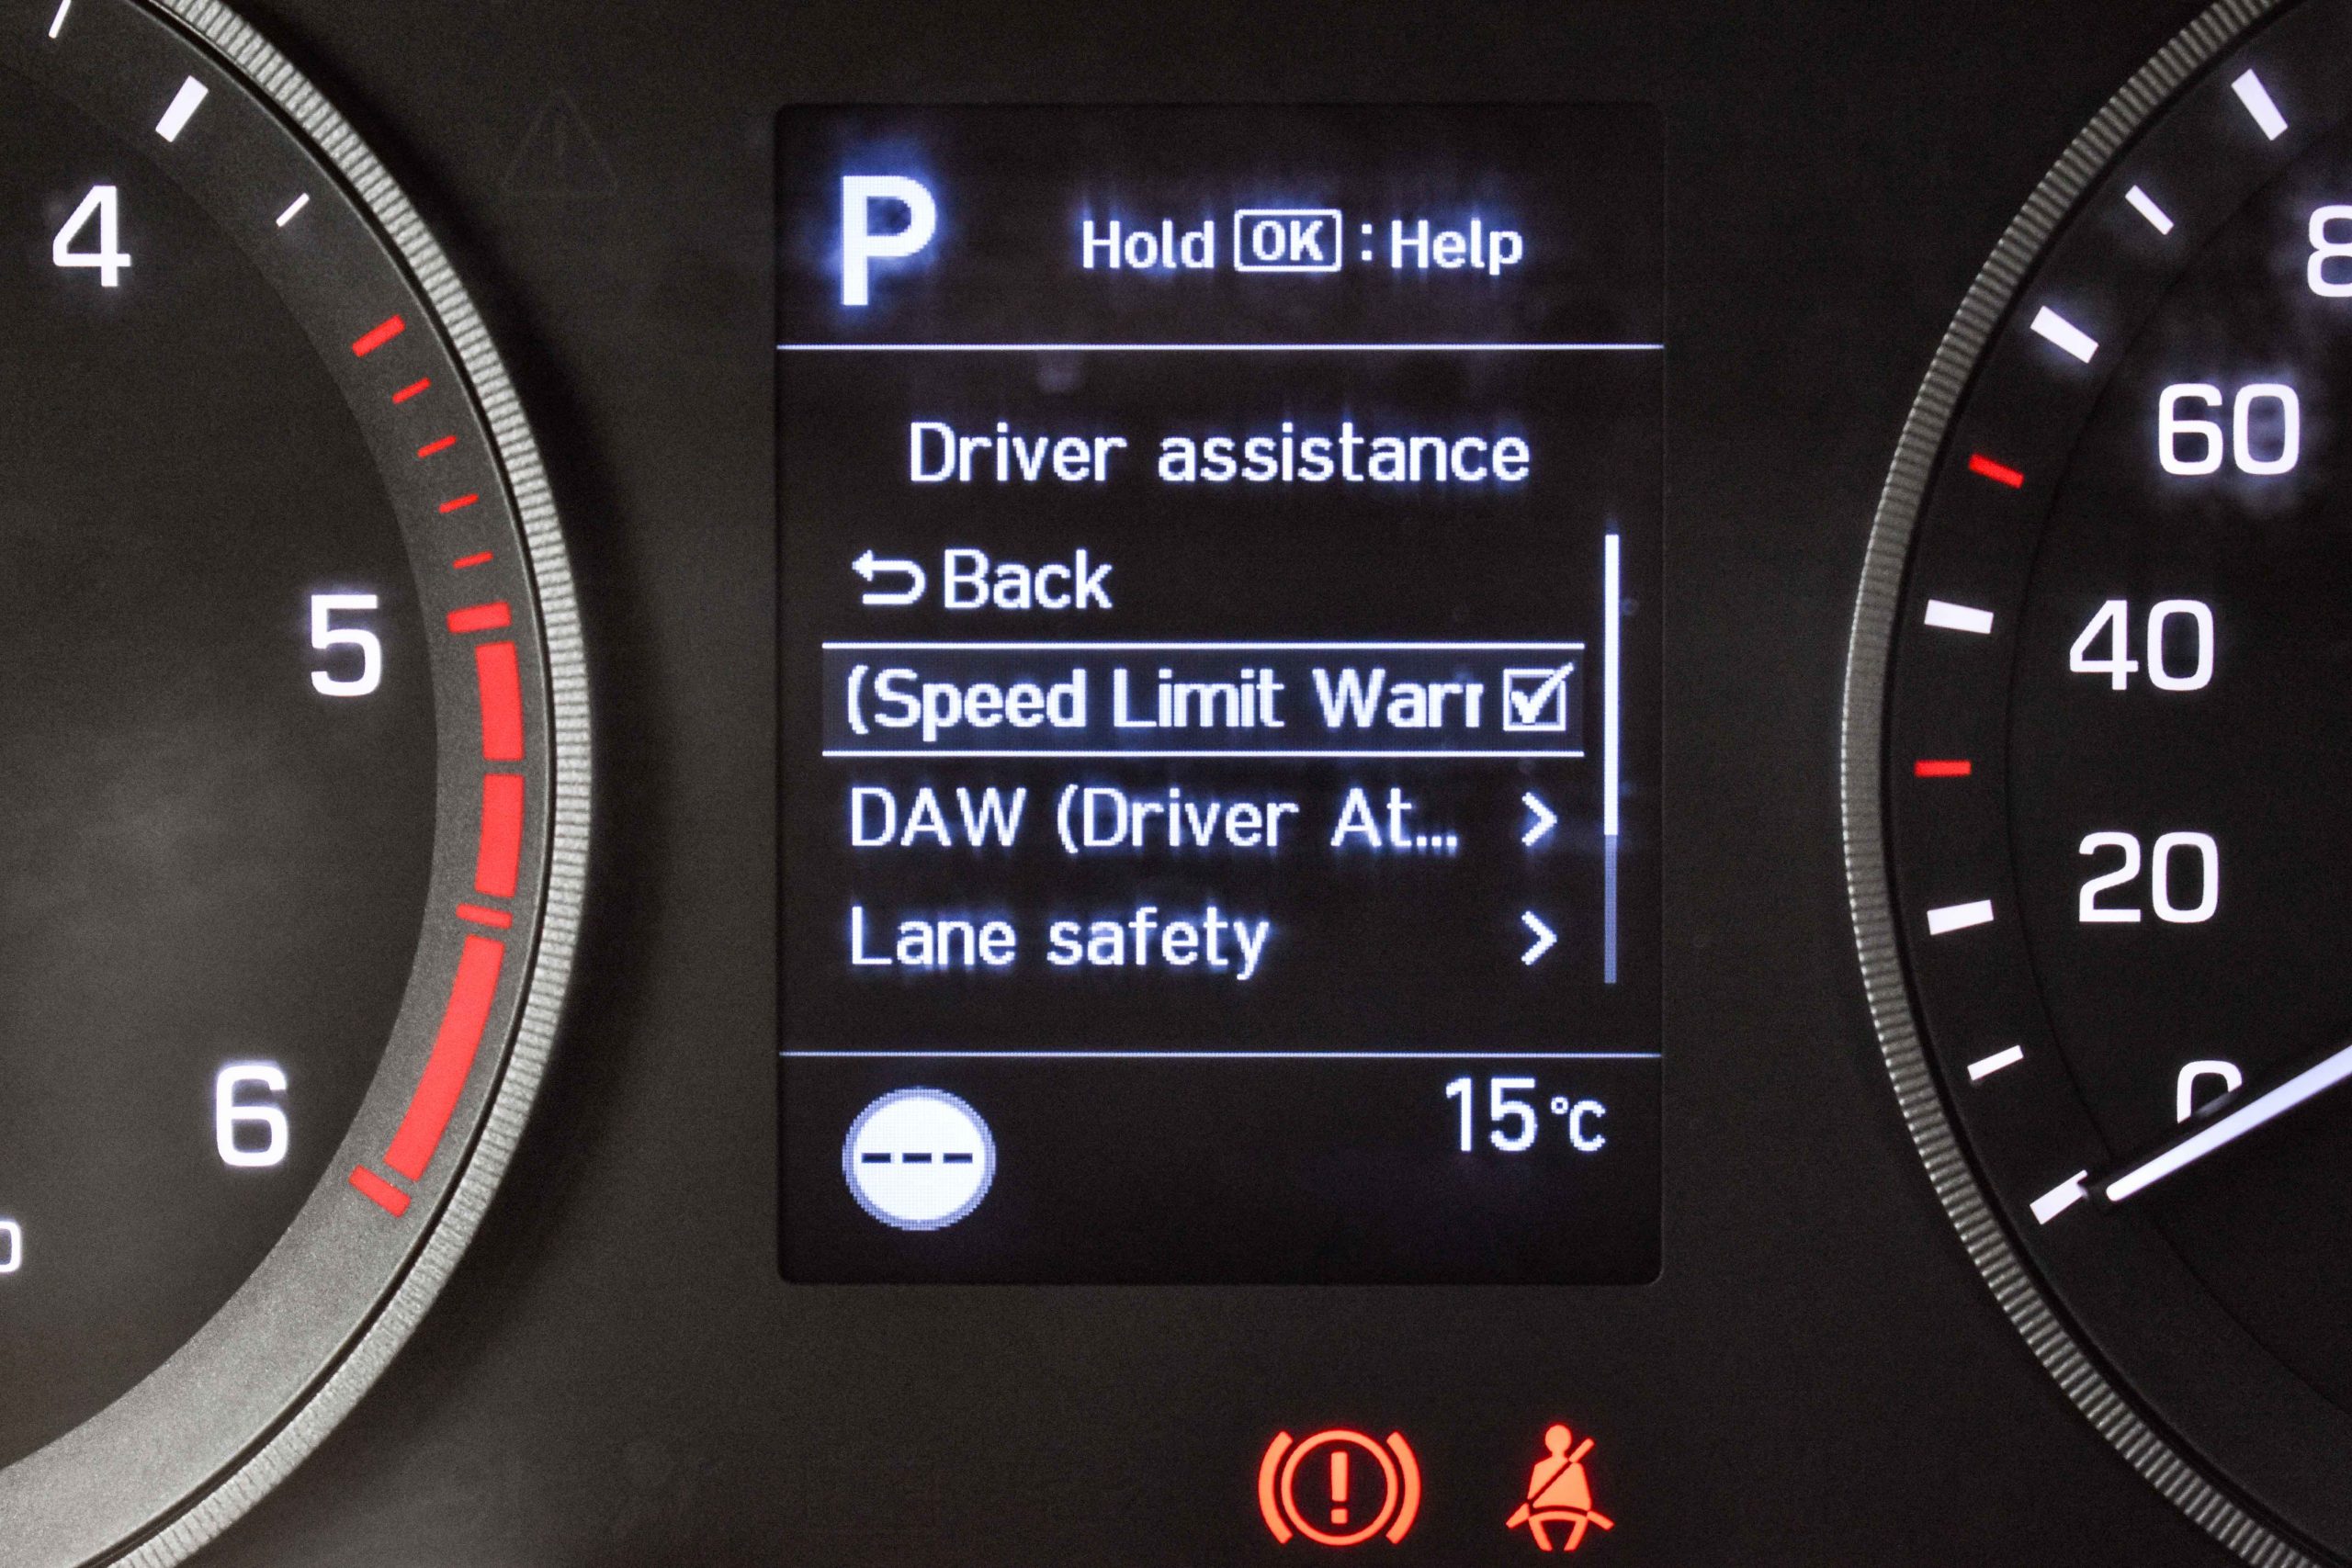 P
Hold OK : Help
Driver assistance
Back
(Speed Limit Warr
DAW (Driver At...
Lane safety
---
15°C
4
5
6
8
60
40
20
0